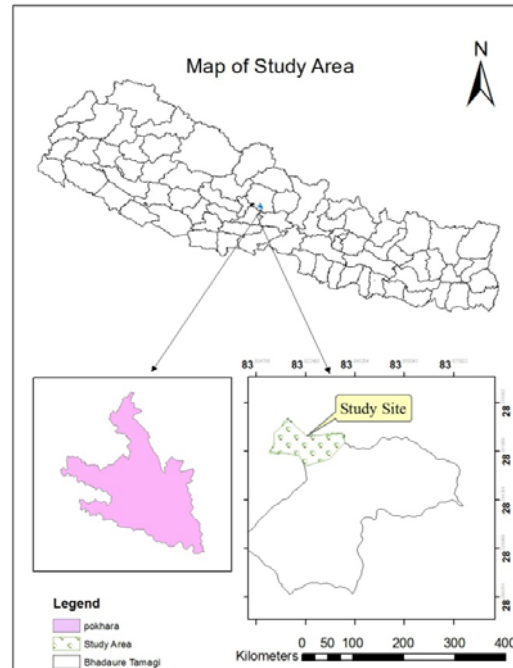 Map of Study Area
N
83 83 83 83 83
Study Site
28
28
28
28
28
Legend
pokhara
Study Area
Bhadaure Tamagi
Kilometers
0 50 100 200 300 400